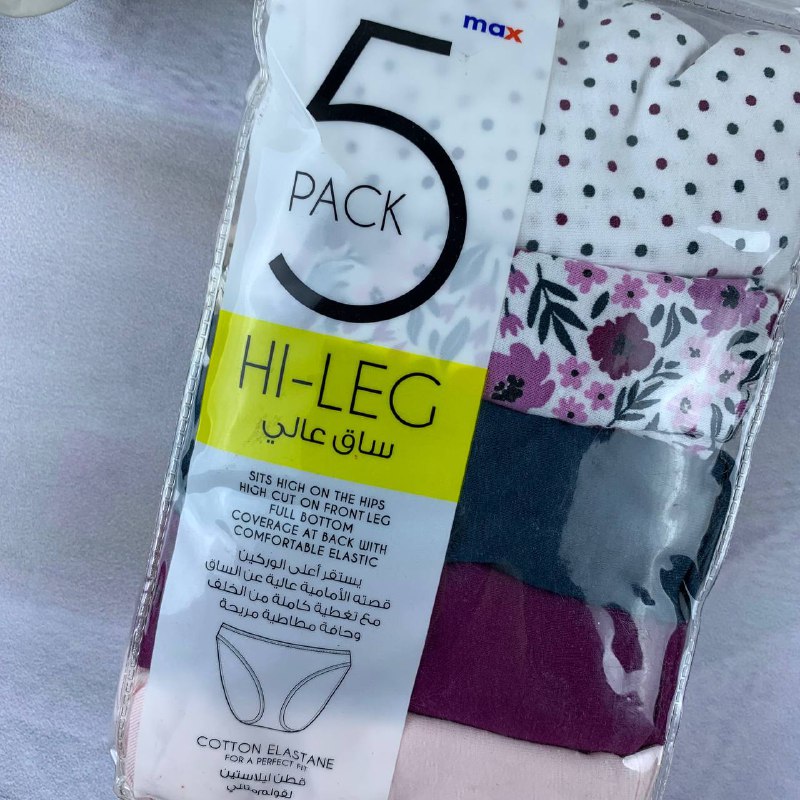 max
5
PACK
HI-LEG
ساق عالي
SITS HIGH ON THE HIPS
HIGH CUT ON FRONT LEG
FULL BOTTOM
COVERAGE AT BACK WITH
COMFORTABLE ELASTIC
يستقر أعلى الوركين
قصته الأمامية عالية عن الساق
مع تغطية كاملة من الخلف
وحافة مطاطية مريحة
COTTON ELASTANE
FOR A PERFECT FIT
قطن ايلاستين
لقوام مثالي